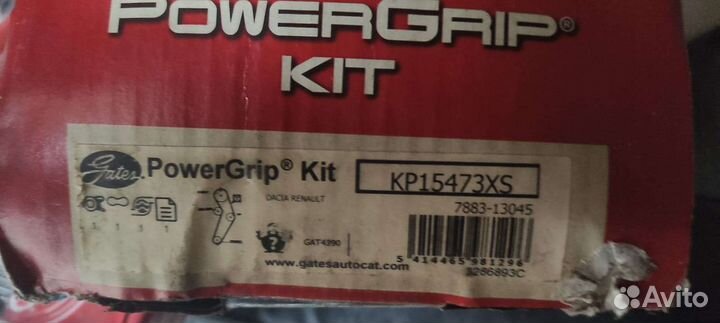 POWERGRIP®
KIT
Gates PowerGrip® Kit
KP15473XS
DACIA RENAULT
7883-13045
1 1 1 1
?
GAT4390
5 414465 981296
www.gatesautocat.com
3286893C
Avito